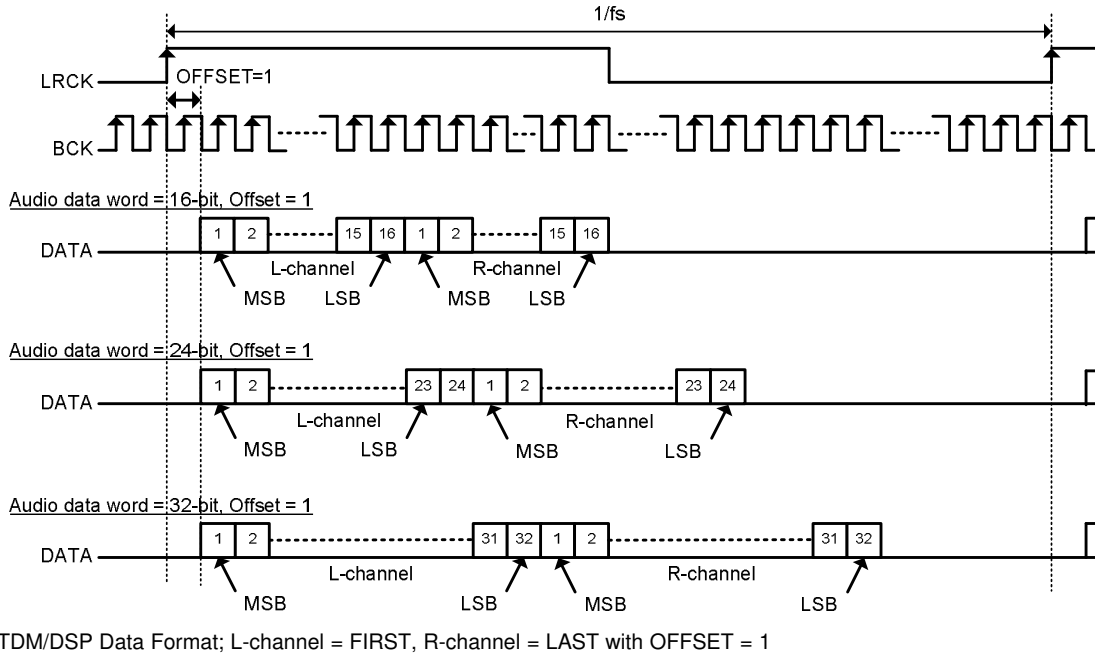 1/fs
LRCK
OFFSET=1
BCK
Audio data word = 16-bit, Offset = 1
DATA
1 2 15 16 1 2 15 16
L-channel R-channel
MSB LSB MSB LSB
Audio data word = 24-bit, Offset = 1
DATA
1 2 23 24 1 2 23 24
L-channel R-channel
MSB LSB MSB LSB
Audio data word = 32-bit, Offset = 1
DATA
1 2 31 32 1 2 31 32
L-channel R-channel
MSB LSB MSB LSB
TDM/DSP Data Format; L-channel = FIRST, R-channel = LAST with OFFSET = 1